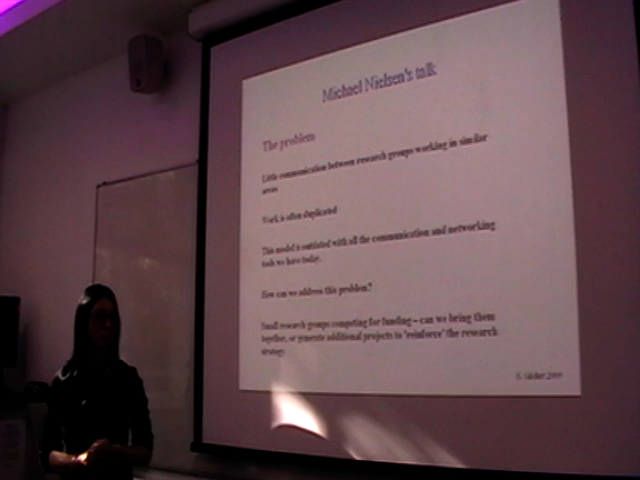 Michael Nielsen's talk
The problem
Little communication between research groups working in similar
areas
Work is often duplicated
This model is outdated with all the communication and networking
tools we have today.
How can we address this problem?
Small research groups competing for funding – can we bring them
together, or generate additional projects to 'reinforce' the research
strategy
2009